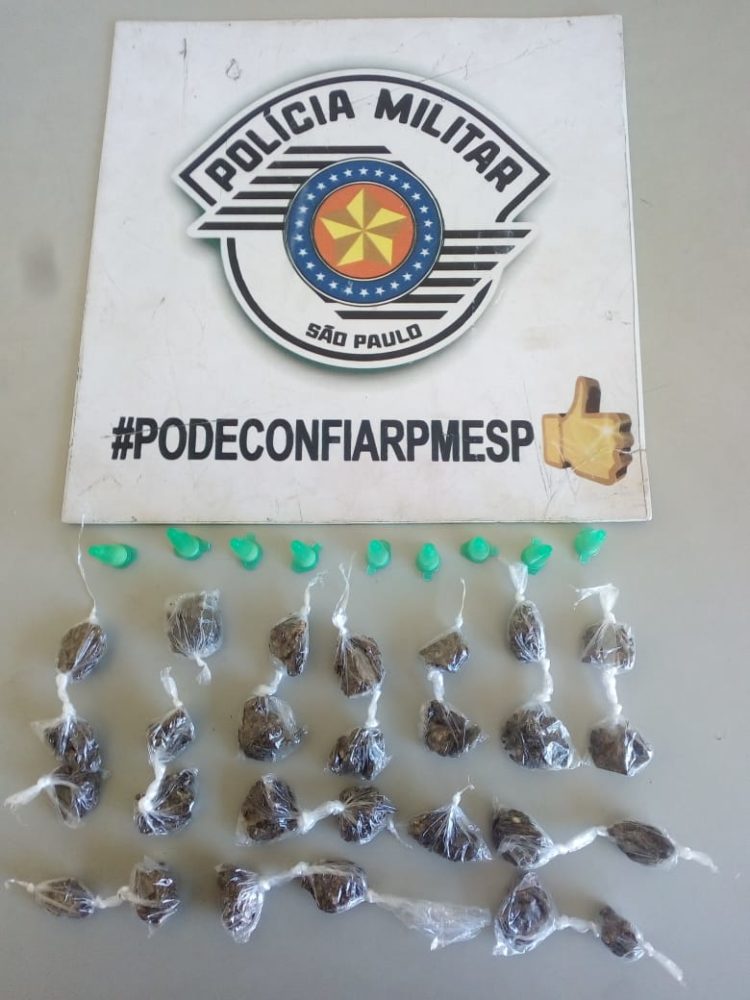 POLÍCIA MILITAR
SÃO PAULO
#PODECONFIARPMESP